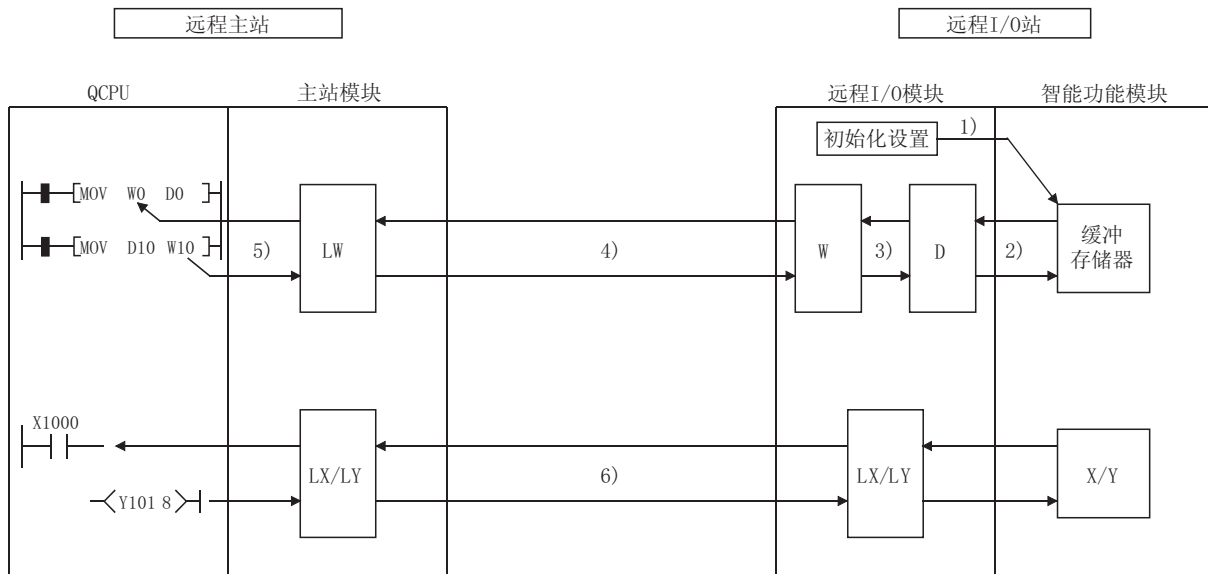 远程主站
远程I/O站
QCPU
主站模块
远程I/O模块
智能功能模块
初始化设置
1)
MOV W0 D0
MOV D10 W10
5)
LW
4)
W
3)
D
2)
缓冲
存储器
X1000
Y101 8
LX/LY
6)
LX/LY
X/Y